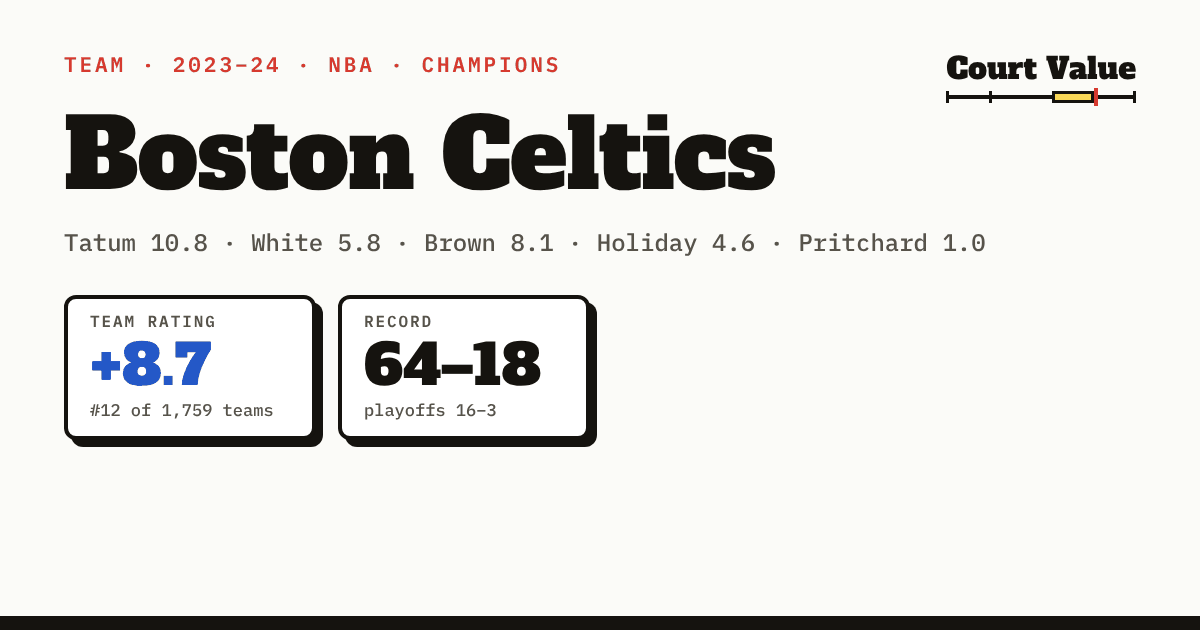 TEAM · 2023–24 · NBA · CHAMPIONS
Court Value
Boston Celtics
Tatum 10.8 · White 5.8 · Brown 8.1 · Holiday 4.6 · Pritchard 1.0
TEAM RATING
+8.7
#12 of 1,759 teams
RECORD
64–18
playoffs 16–3